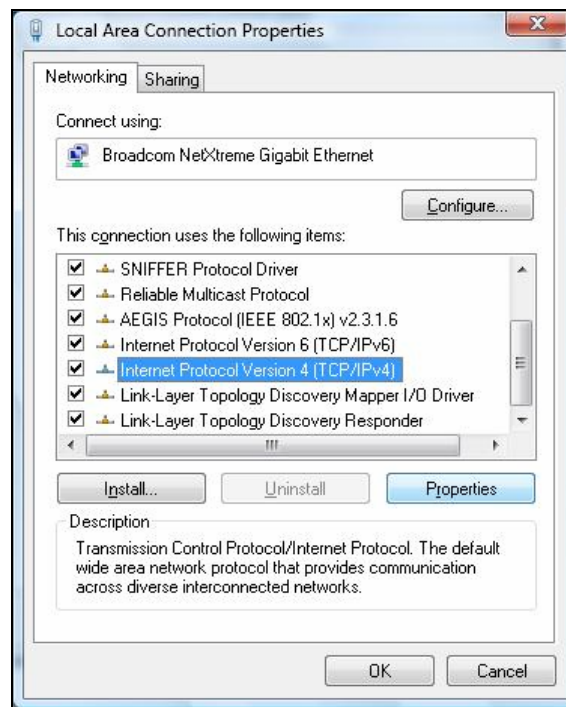 Local Area Connection Properties
Networking
Sharing
Connect using:
Broadcom NetXtreme Gigabit Ethernet
Configure...
This connection uses the following items:
SNIFFER Protocol Driver
Reliable Multicast Protocol
AEGIS Protocol (IEEE 802.1x) v2.3.1.6
Internet Protocol Version 6 (TCP/IPv6)
Internet Protocol Version 4 (TCP/IPv4)
Link-Layer Topology Discovery Mapper I/O Driver
Link-Layer Topology Discovery Responder
Install...
Uninstall
Properties
Description
Transmission Control Protocol/Internet Protocol. The default
wide area network protocol that provides communication
across diverse interconnected networks.
OK
Cancel